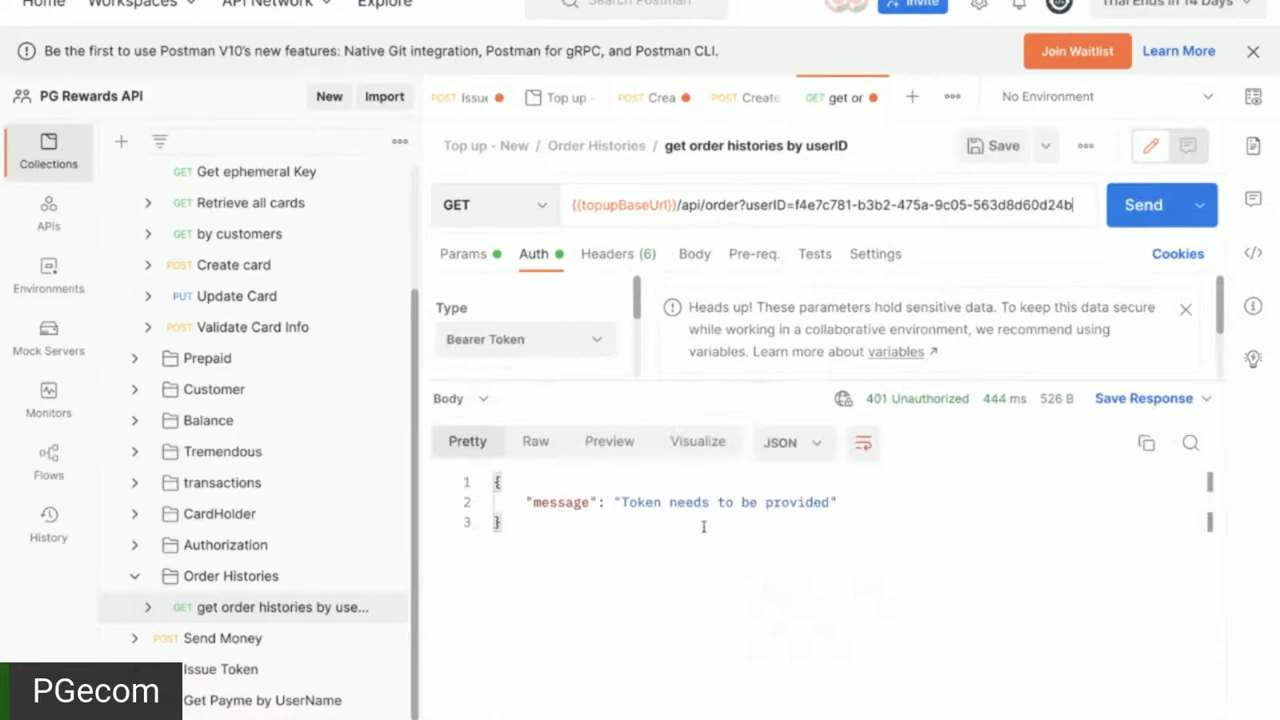 Home Workspaces API Network Explore Search Postman Invite Trial Ends in 14 Days
Be the first to use Postman V10's new features: Native Git integration, Postman for gRPC, and Postman CLI. Join Waitlist Learn More
PG Rewards API New Import
POST Issue Top up - POST Crea POST Create GET get or No Environment
Collections
APIs
Environments
Mock Servers
Monitors
Flows
History
GET Get ephemeral Key
GET Retrieve all cards
GET by customers
POST Create card
PUT Update Card
POST Validate Card Info
Prepaid
Customer
Balance
Tremendous
transactions
CardHolder
Authorization
Order Histories
GET get order histories by use...
POST Send Money
Issue Token
Get Payme by UserName
Top up - New / Order Histories / get order histories by userID Save
GET {{topupBaseUrl}}/api/order?userID=f4e7c781-b3b2-475a-9c05-563d8d60d24b Send
Params Auth Headers (6) Body Pre-req. Tests Settings Cookies
Type
Bearer Token
Heads up! These parameters hold sensitive data. To keep this data secure
while working in a collaborative environment, we recommend using
variables. Learn more about variables ↗
Body 401 Unauthorized 444 ms 526 B Save Response
Pretty Raw Preview Visualize JSON
1 {
2 "message": "Token needs to be provided"
3 }
PGecom